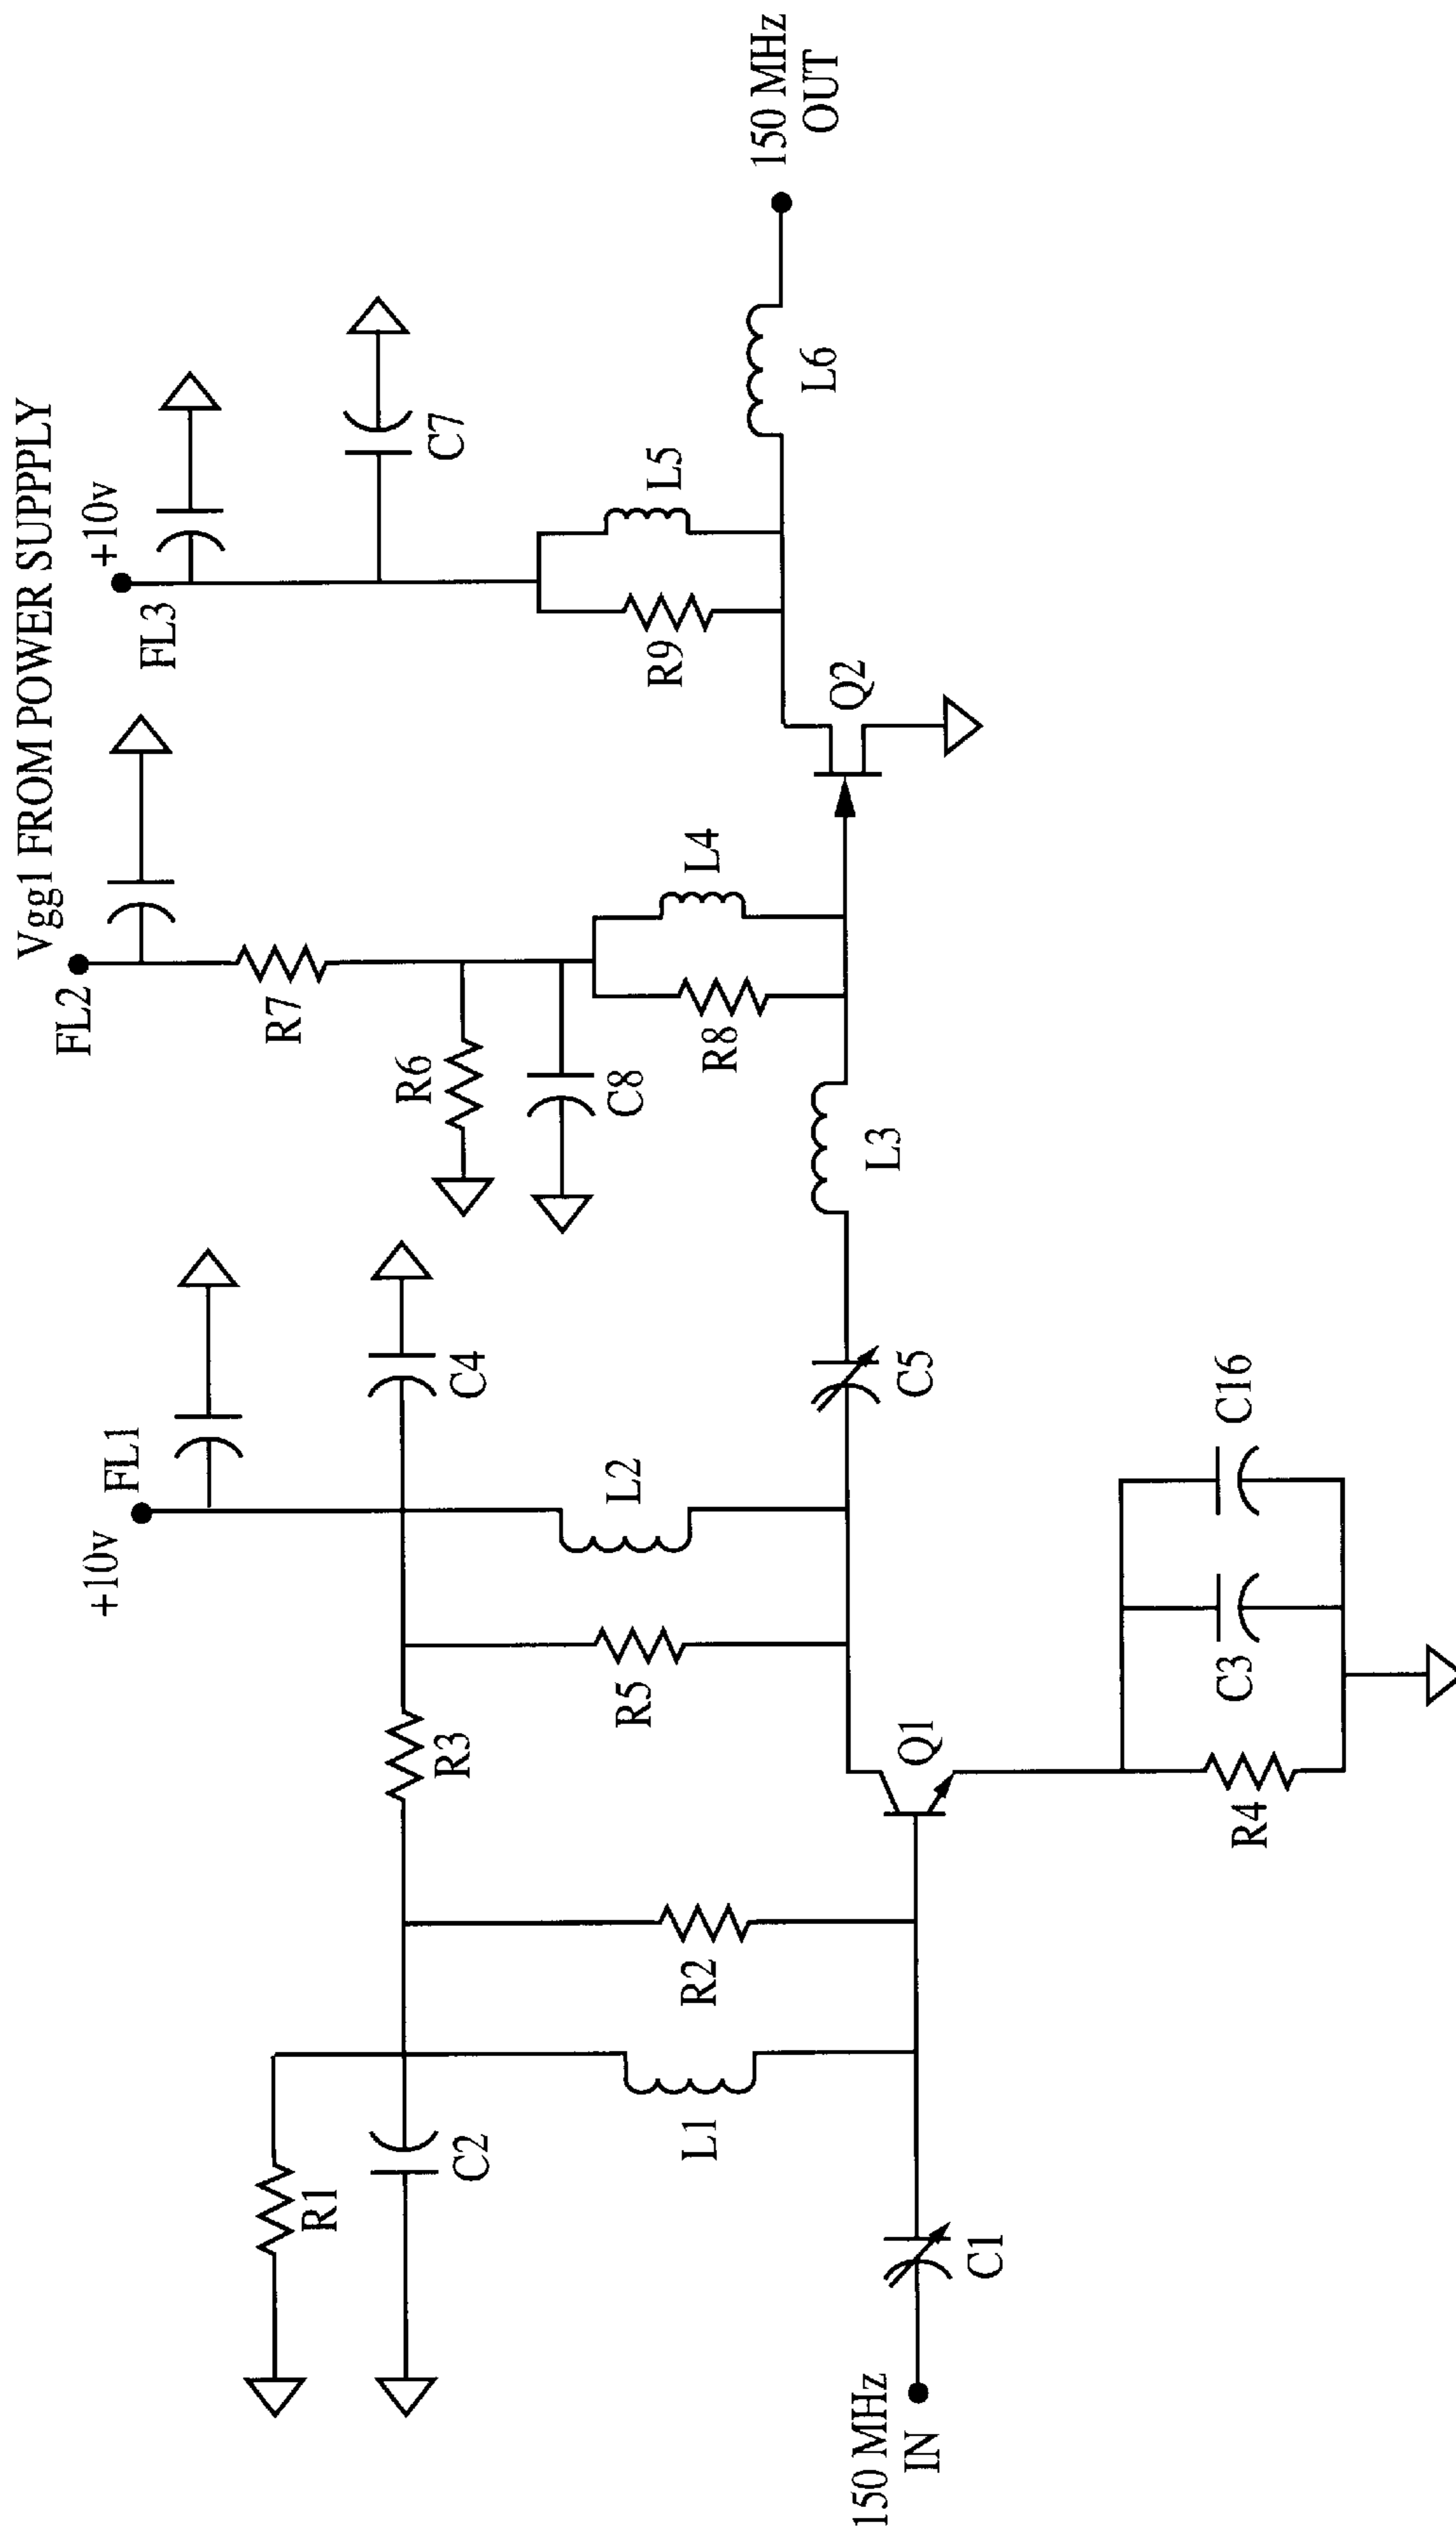 Vgg1 FROM POWER SUPPPLY
FL2
+10v
FL3
+10v
FL1
R7
R6
C8
C7
C4
R1
C2
R3
R5
L2
R2
L1
R8
L4
R9
L5
L6
150 MHz
OUT
Q2
L3
C5
Q1
C1
150 MHz
IN
R4
C3
C16